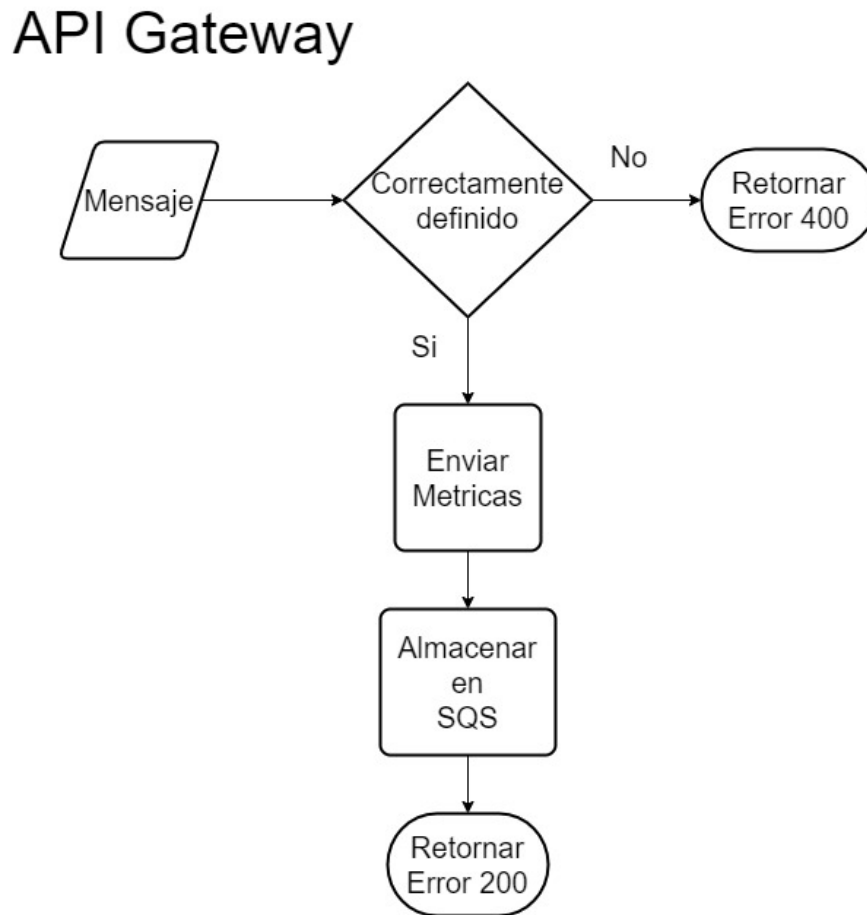 API Gateway
Mensaje
Correctamente
definido
No
Retornar
Error 400
Si
Enviar
Metricas
Almacenar
en
SQS
Retornar
Error 200